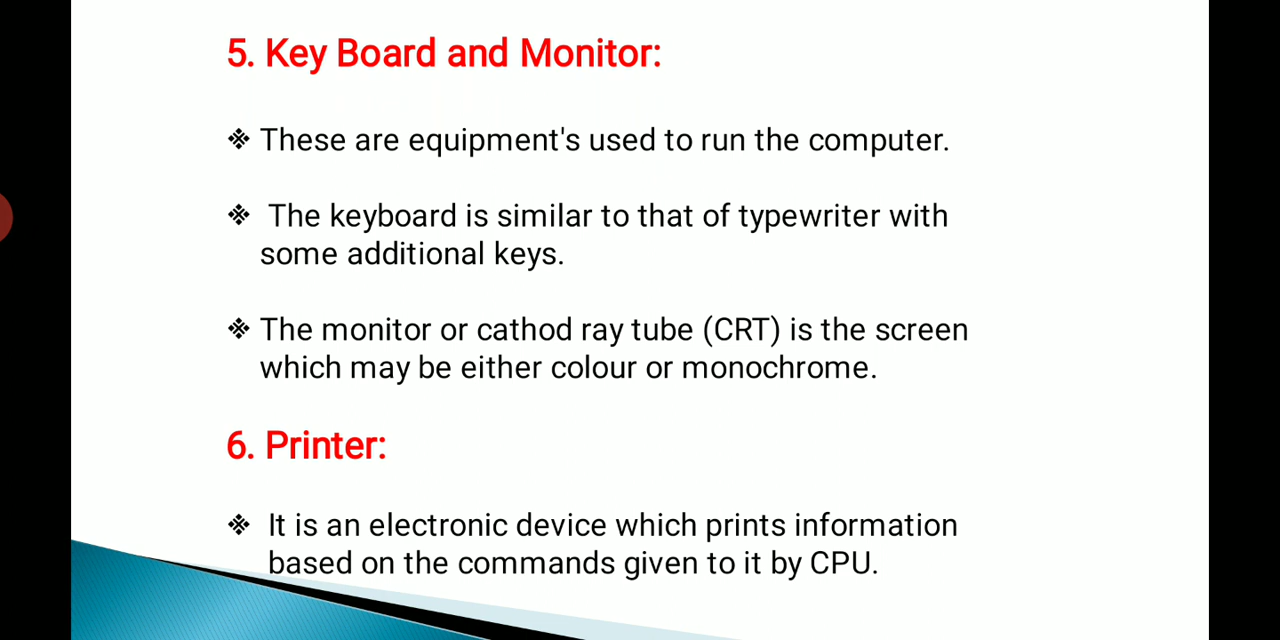 5. Key Board and Monitor:
❖ These are equipment's used to run the computer.
❖ The keyboard is similar to that of typewriter with
some additional keys.
❖ The monitor or cathod ray tube (CRT) is the screen
which may be either colour or monochrome.
6. Printer:
❖ It is an electronic device which prints information
based on the commands given to it by CPU.